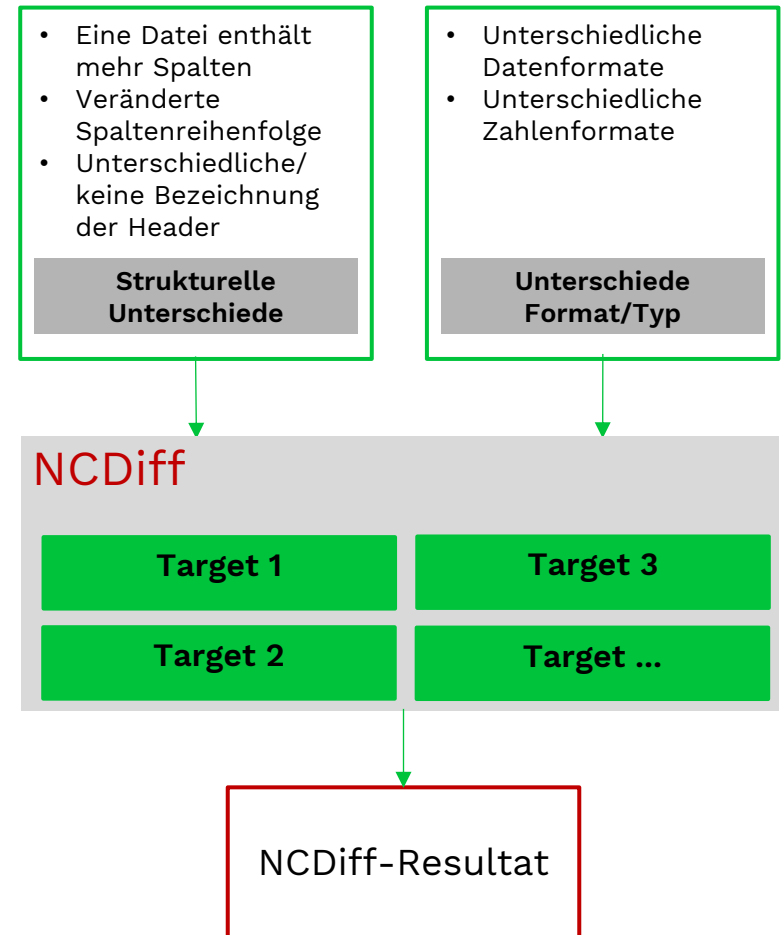 • Eine Datei enthält
mehr Spalten
• Veränderte
Spaltenreihenfolge
• Unterschiedliche/
keine Bezeichnung
der Header
Strukturelle
Unterschiede
• Unterschiedliche
Datenformate
• Unterschiedliche
Zahlenformate
Unterschiede
Format/Typ
NCDiff
Target 1
Target 3
Target 2
Target ...
NCDiff-Resultat